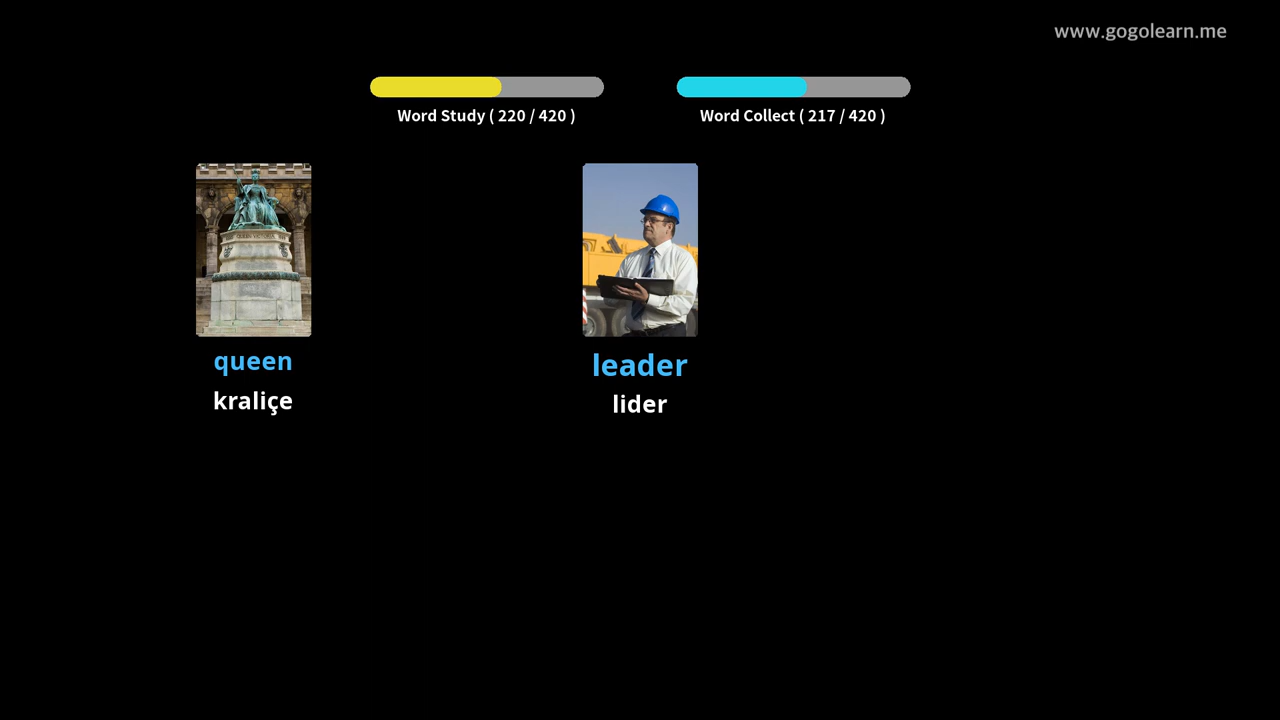 www.gogolearn.me
Word Study ( 220 / 420 )
Word Collect ( 217 / 420 )
queen
kraliçe
leader
lider